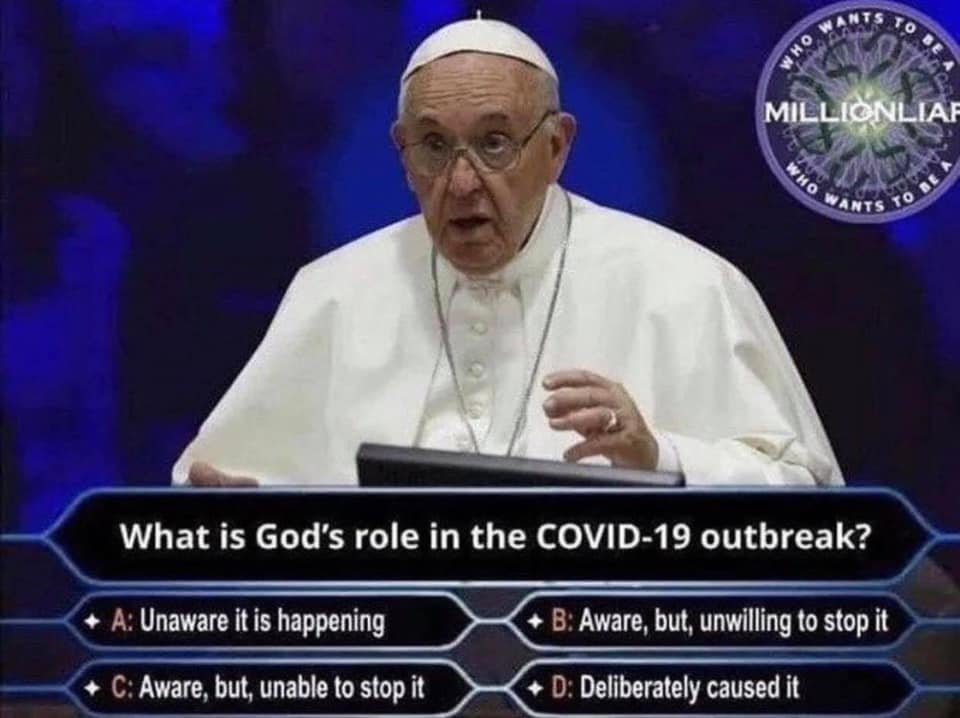 WHO WANTS TO BE A
MILLIONLIAR
WHO WANTS TO BE A
What is God's role in the COVID-19 outbreak?
A: Unaware it is happening
B: Aware, but, unwilling to stop it
C: Aware, but, unable to stop it
D: Deliberately caused it